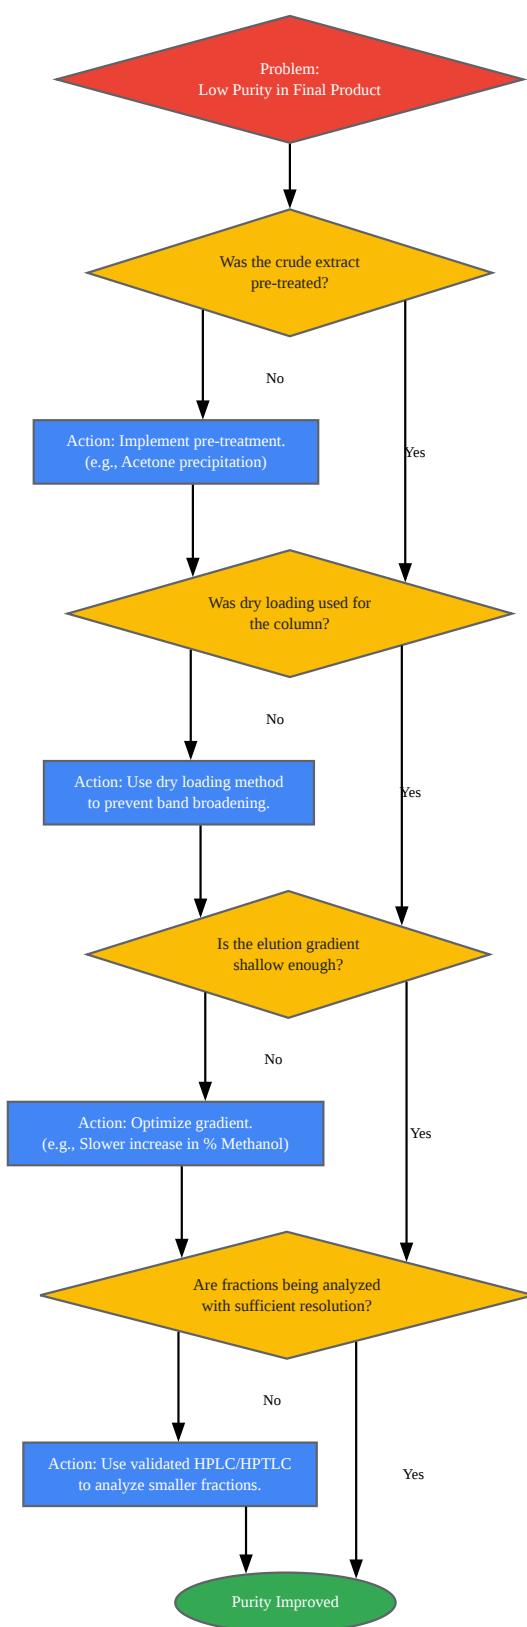 Problem:
Low Purity in Final Product
Was the crude extract
pre-treated?
No
Action: Implement pre-treatment.
(e.g., Acetone precipitation)
Yes
Was dry loading used for
the column?
No
Action: Use dry loading method
to prevent band broadening.
Yes
Is the elution gradient
shallow enough?
No
Action: Optimize gradient.
(e.g., Slower increase in % Methanol)
Yes
Are fractions being analyzed
with sufficient resolution?
No
Action: Use validated HPLC/HPTLC
to analyze smaller fractions.
Yes
Purity Improved